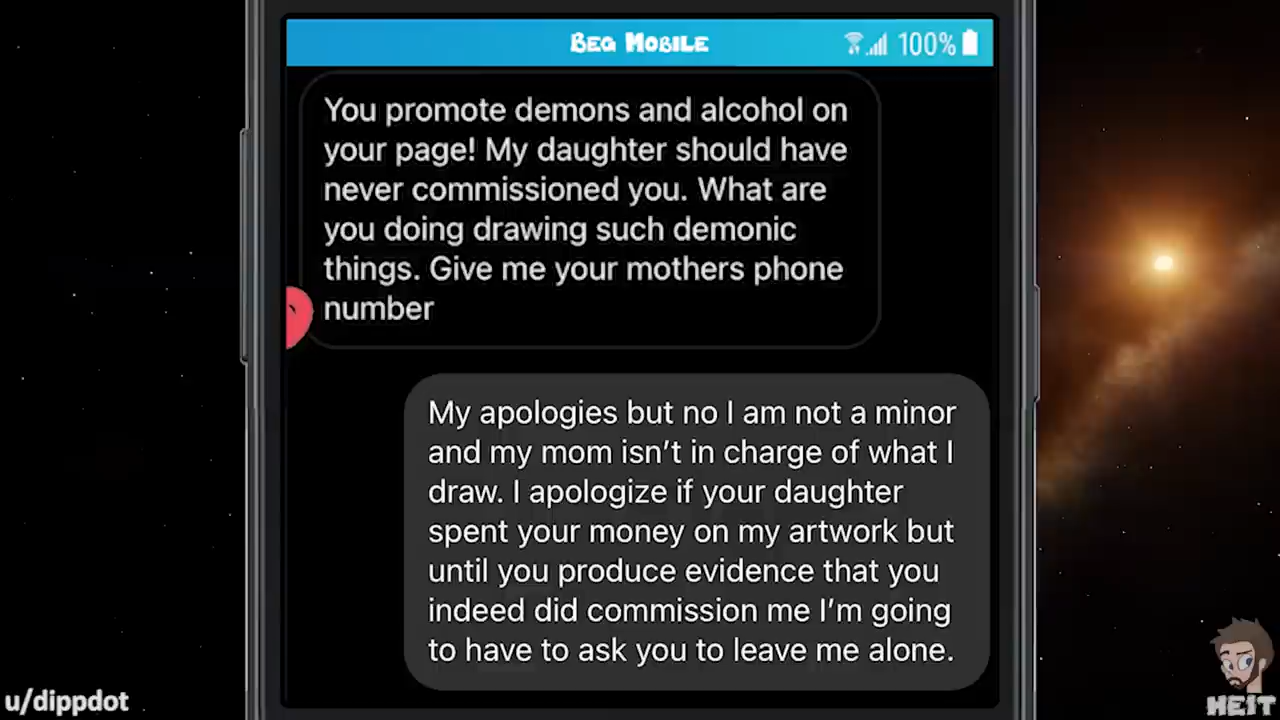 BEG MOBILE
100%
You promote demons and alcohol on
your page! My daughter should have
never commissioned you. What are
you doing drawing such demonic
things. Give me your mothers phone
number
My apologies but no I am not a minor
and my mom isn’t in charge of what I
draw. I apologize if your daughter
spent your money on my artwork but
until you produce evidence that you
indeed did commission me I’m going
to have to ask you to leave me alone.
u/dippdot
HEIT